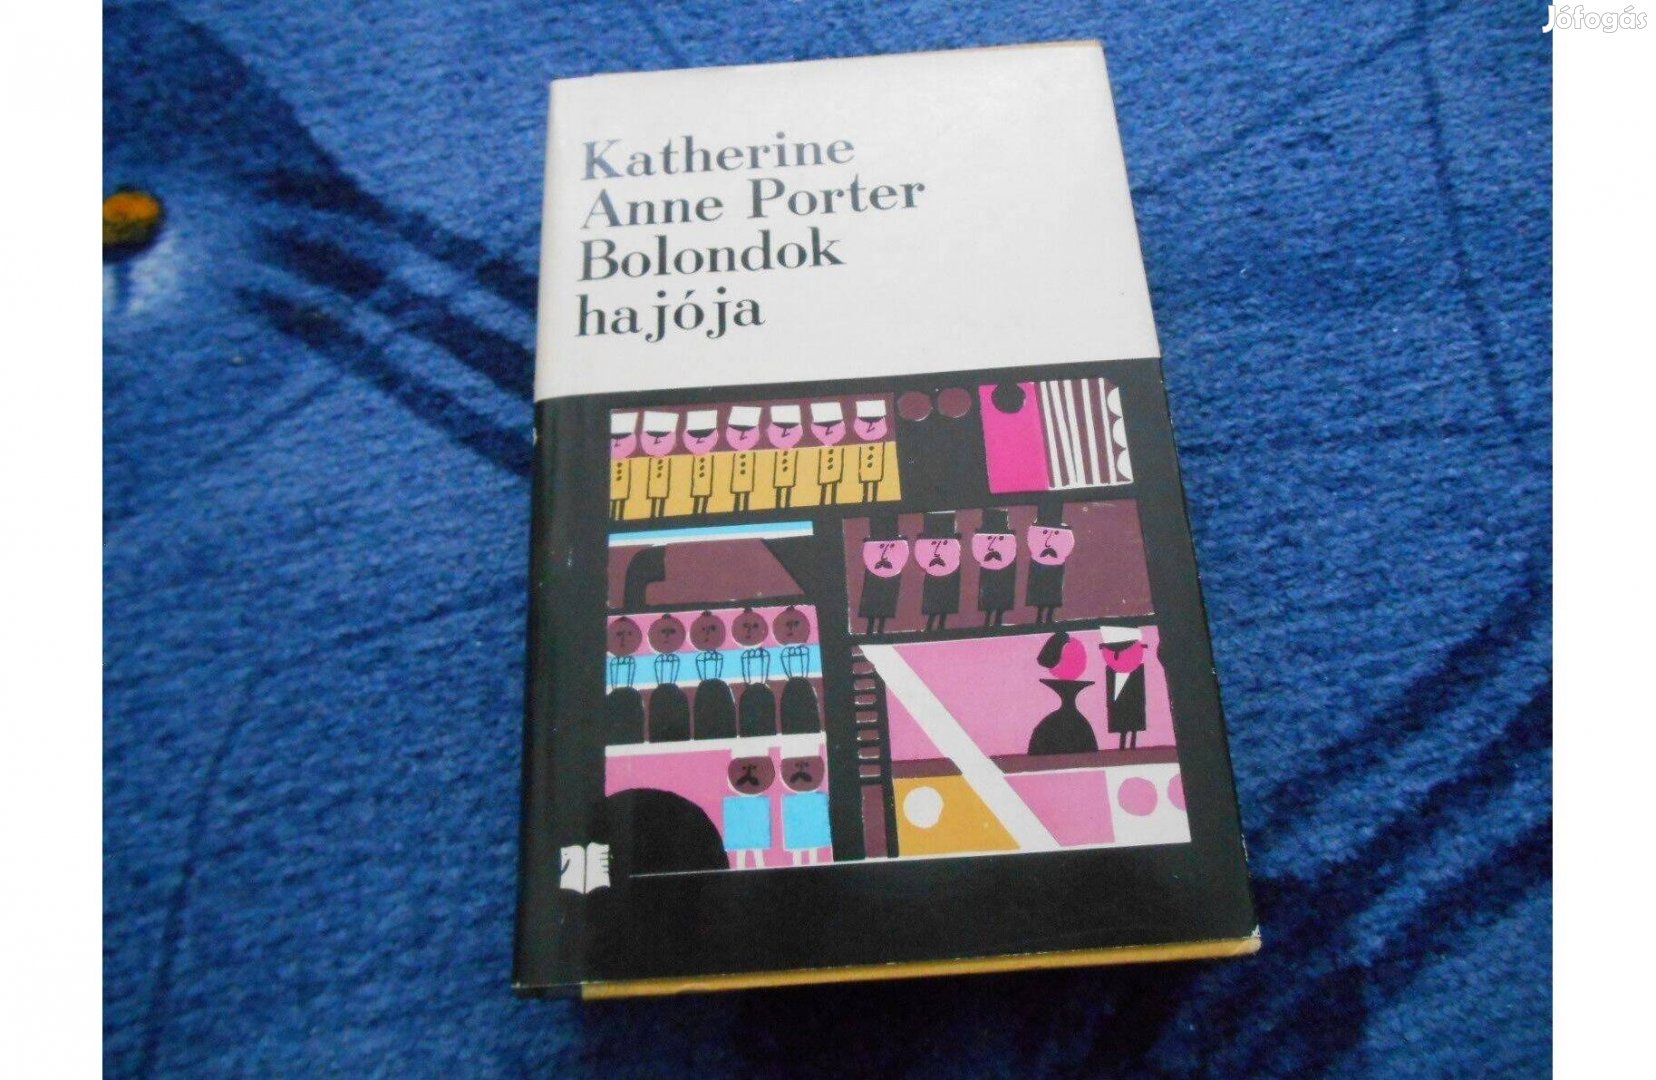 Jófogás
Katherine
Anne Porter
Bolondok
hajója